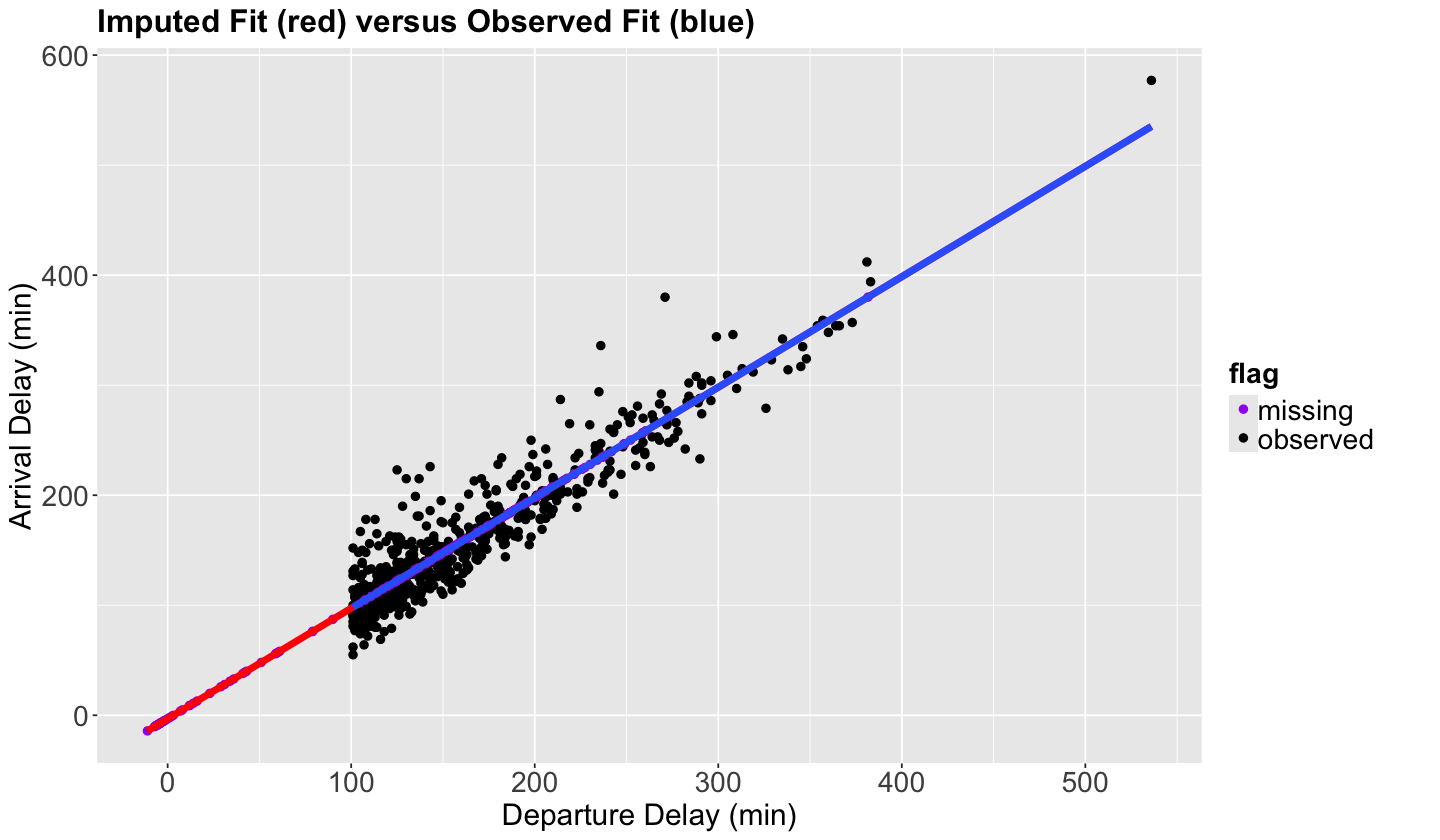 Imputed Fit (red) versus Observed Fit (blue)
600
400
200
0
Arrival Delay (min)
0 100 200 300 400 500
Departure Delay (min)
flag
missing
observed